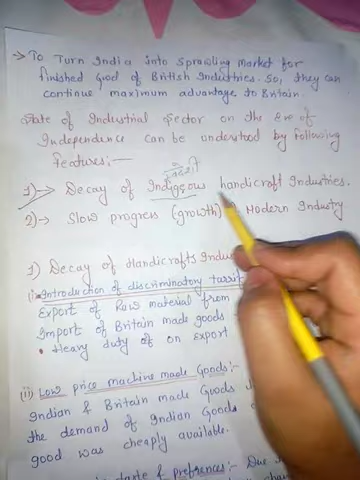 → To Turn India into Sprawling market for
finished Good of British Industries. So, they can
continue maximum advantage to Britain.
State of Industrial Sector on the Eve of
Independence can be understood by following
features:-
1) → Decay of Indigeous handicraft Industries.
2) → Slow progress (growth) Modern Industry
1) Decay of Handicrafts Indus
(i) Introduction of discriminatory tarrif
Export of Raw material from
Import of Britain made goods
• Heavy duty of on export
(ii) Low price machine made Goods:-
Indian & Britain made Goods
the demand of Indian Goods
good was cheaply available.
taste & prefrences:- Due